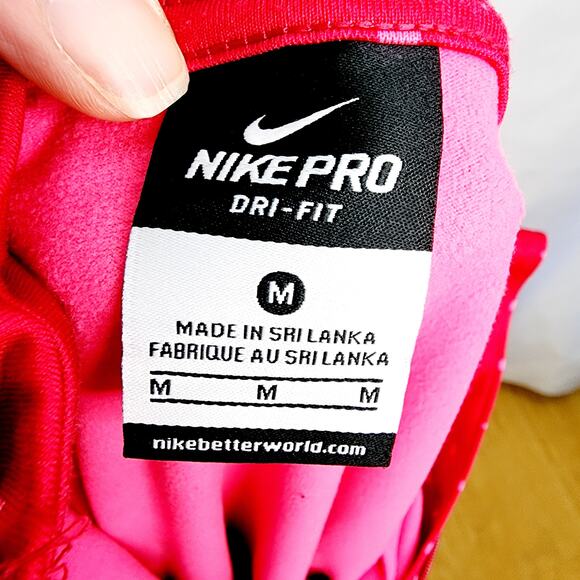 NIKE PRO
DRI-FIT
M
MADE IN SRI LANKA
FABRIQUE AU SRI LANKA
M M M
nikebetterworld.com